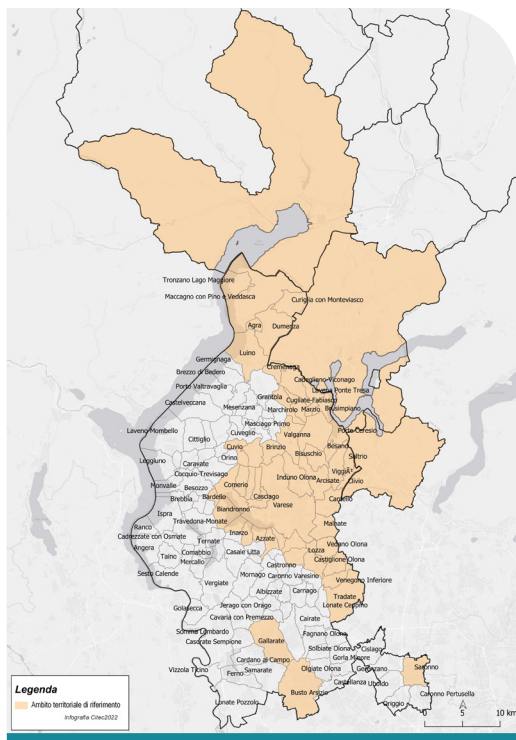 Tronzano Lago Maggiore
Maccagno con Pino e Veddasca
Curiglia con Monteviasco
Agra
Dumenza
Luino
Germignaga
Cremenaga
Brezzo di Bedero
Cadegliano-Viconago
Porto Valtravaglia
Lavena Ponte Tresa
Castelveccana
Grantola
Cugliate-Fabiasco
Mesenzana
Marchirolo
Marzio
Brusimpiano
Masciago Primo
Laveno-Mombello
Cuveglio
Valganna
Porto Ceresio
Cittiglio
Cuvio
Brinzio
Besano
Orino
Bisuschio
Saltrio
Leggiuno
Caravate
Cocquio-Trevisago
Induno Olona
Viggiù
Monvalle
Besozzo
Comerio
Arcisate
Clivio
Brebbia
Bardello
Casciago
Cantello
Ispra
Biandronno
Varese
Ranco
Travedona-Monate
Malnate
Cadrezzate con Osmate
Inarzo
Azzate
Vedano Olona
Angera
Ternate
Lozza
Taino
Comabbio
Casale Litta
Castiglione Olona
Mercallo
Castronno
Sesto Calende
Mornago
Caronno Varesino
Venegono Inferiore
Vergiate
Albizzate
Carnago
Tradate
Golasecca
Jerago con Orago
Lonate Ceppino
Cavaria con Premezzo
Cairate
Somma Lombardo
Fagnano Olona
Casorate Sempione
Gallarate
Solbiate Olona
Cislago
Cardano al Campo
Gorla Minore
Vizzola Ticino
Samarate
Olgiate Olona
Gerenzano
Saronno
Ferno
Castellanza
Uboldo
Busto Arsizio
Caronno Pertusella
Lonate Pozzolo
Origgio
Legenda
Ambito territoriale di riferimento
Infografia Citec2022
0 5 10 km